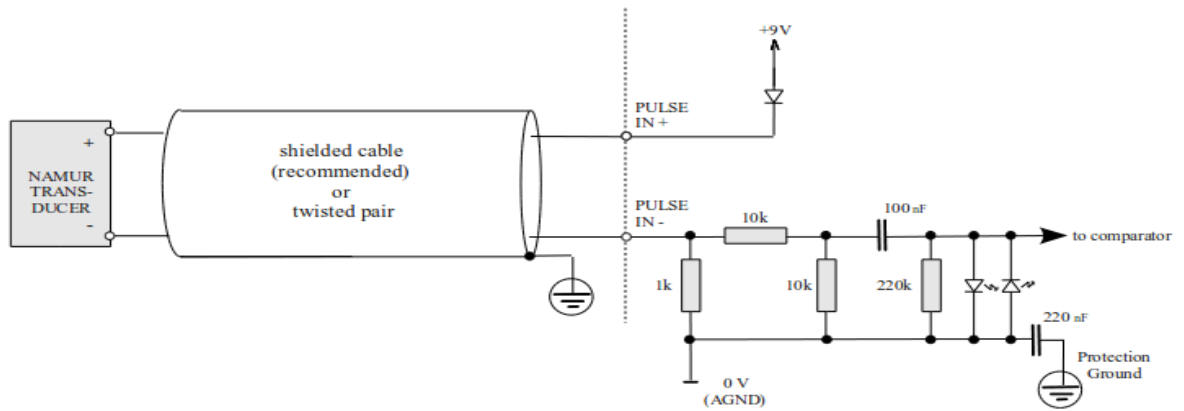 +9V
PULSE
IN +
+
NAMUR
TRANS-
DUCER
-
shielded cable
(recommended)
or
twisted pair
PULSE
IN -
10k
100 nF
to comparator
1k
10k
220k
220 nF
0 V
(AGND)
Protection
Ground